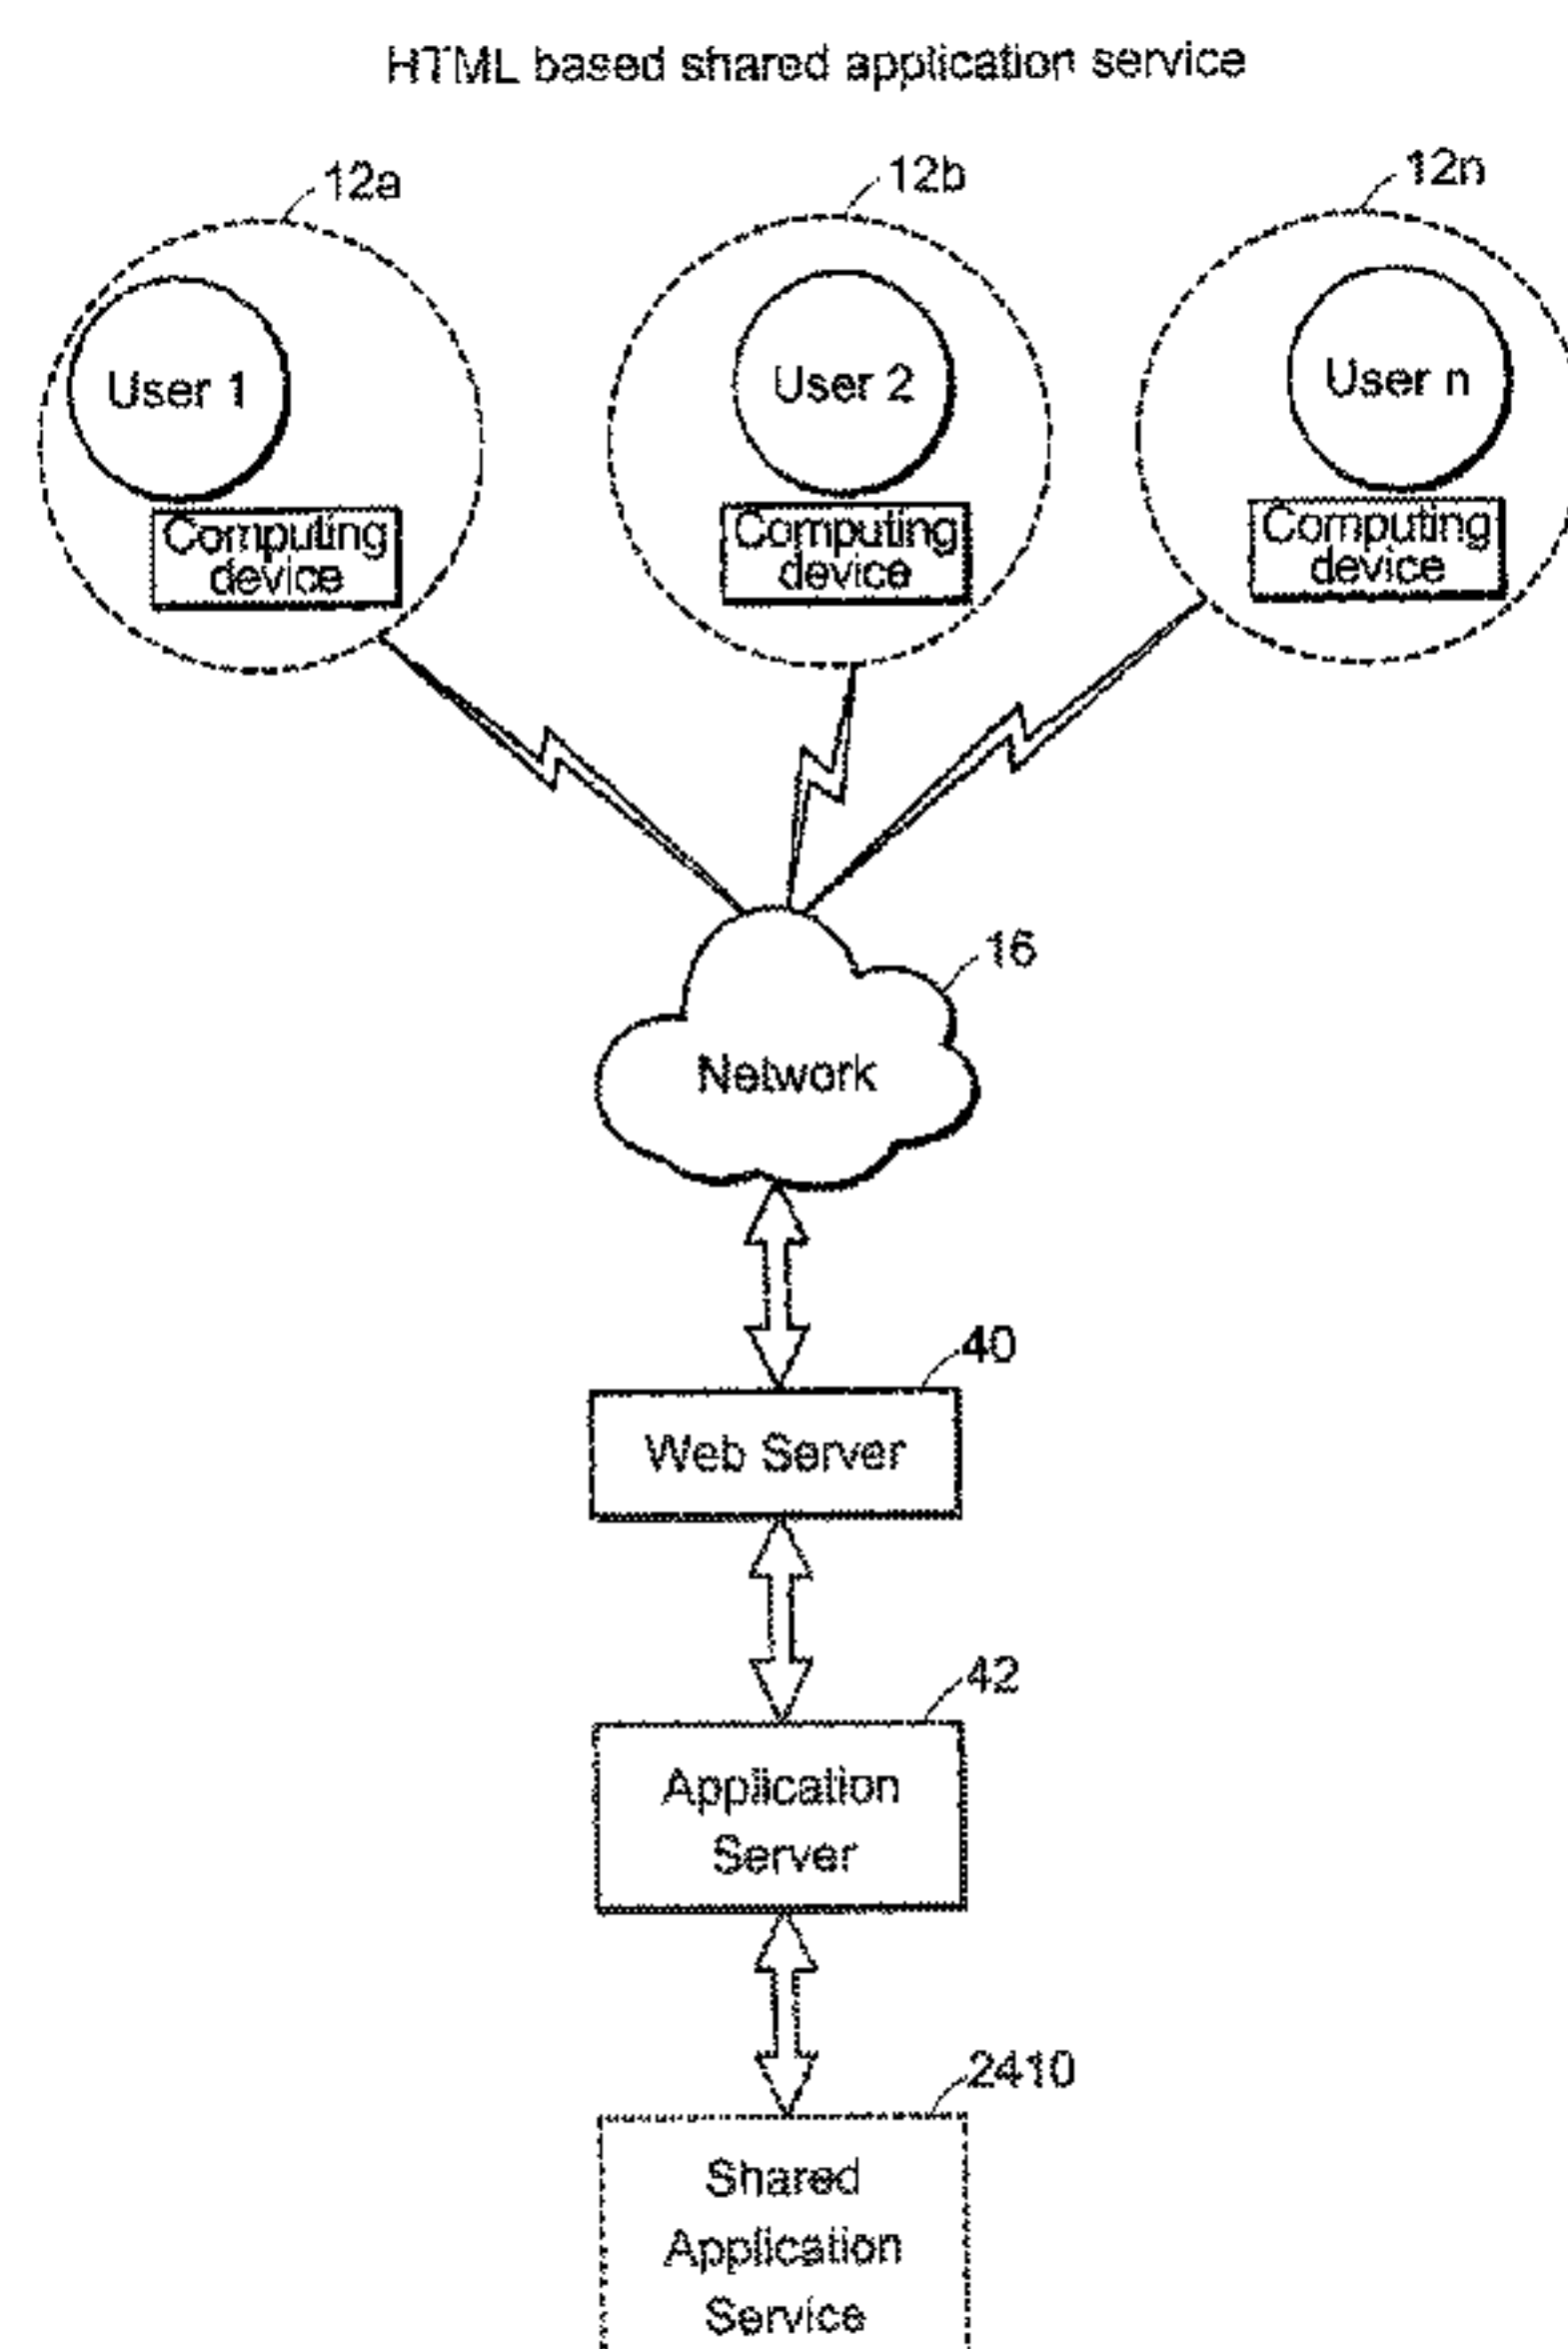 HTML based shared application service
12a
12b
12n
User 1
User 2
User n
Computing
device
Computing
device
Computing
device
16
Network
40
Web Server
42
Application
Server
2410
Shared
Application
Service